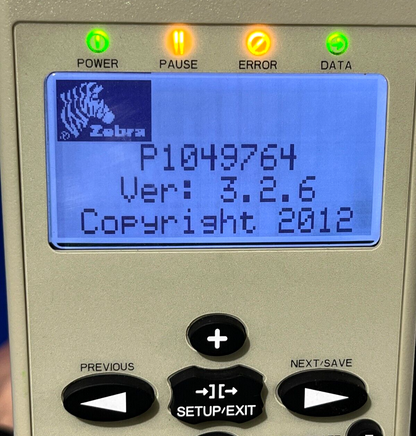 POWER PAUSE ERROR DATA
Zebra
P1049764
Ver: 3.2.6
Copyright 2012
+
PREVIOUS NEXT/SAVE
SETUP/EXIT